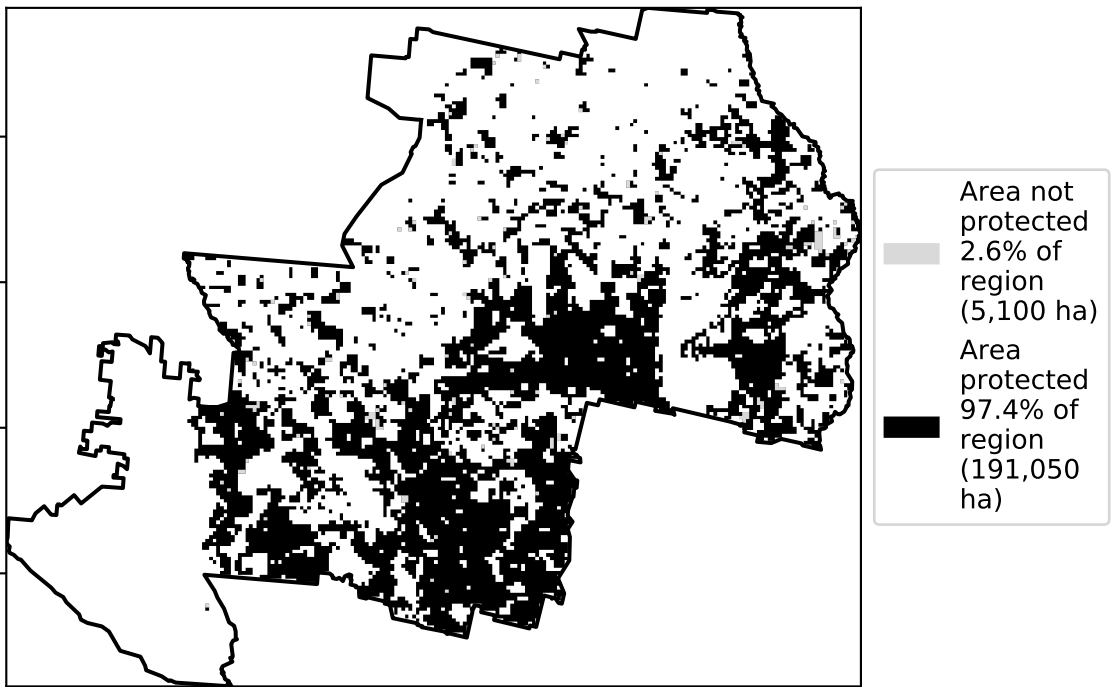 Area not
protected
2.6% of
region
(5,100 ha)
Area
protected
97.4% of
region
(191,050
ha)